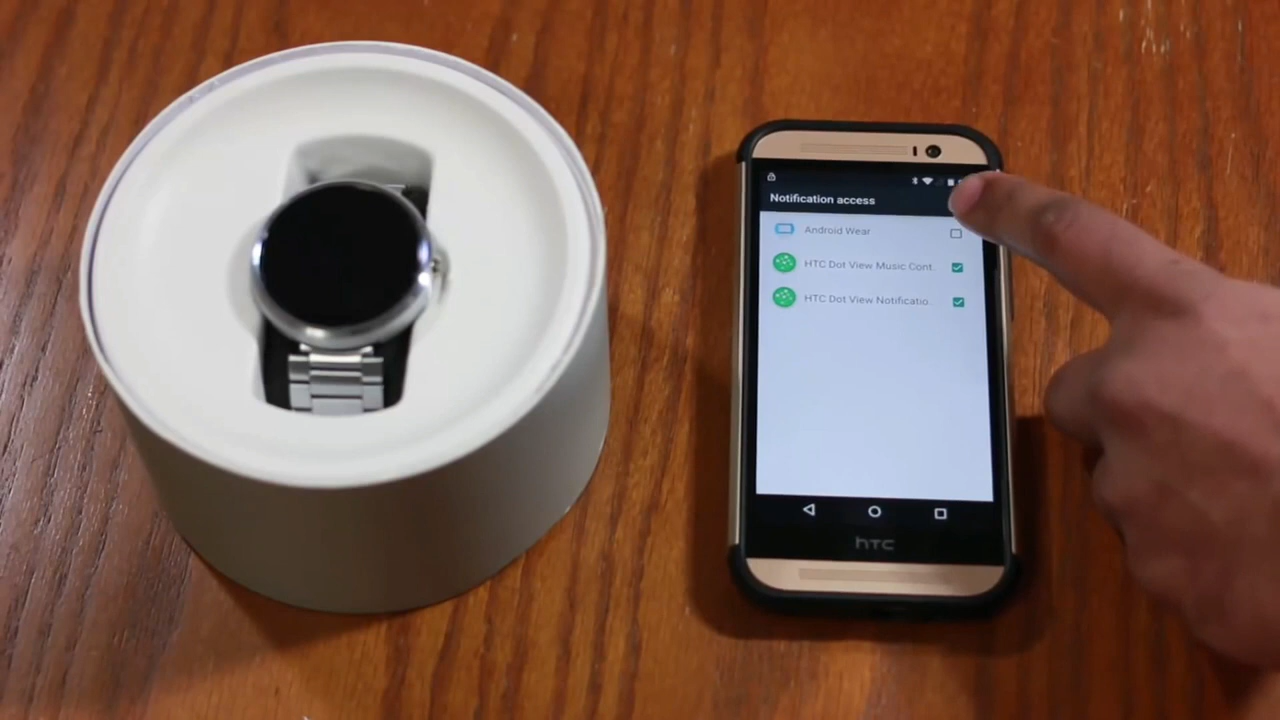 Notification access
Android Wear
HTC Dot View Music Cont..
HTC Dot View Notificatio..
hTC